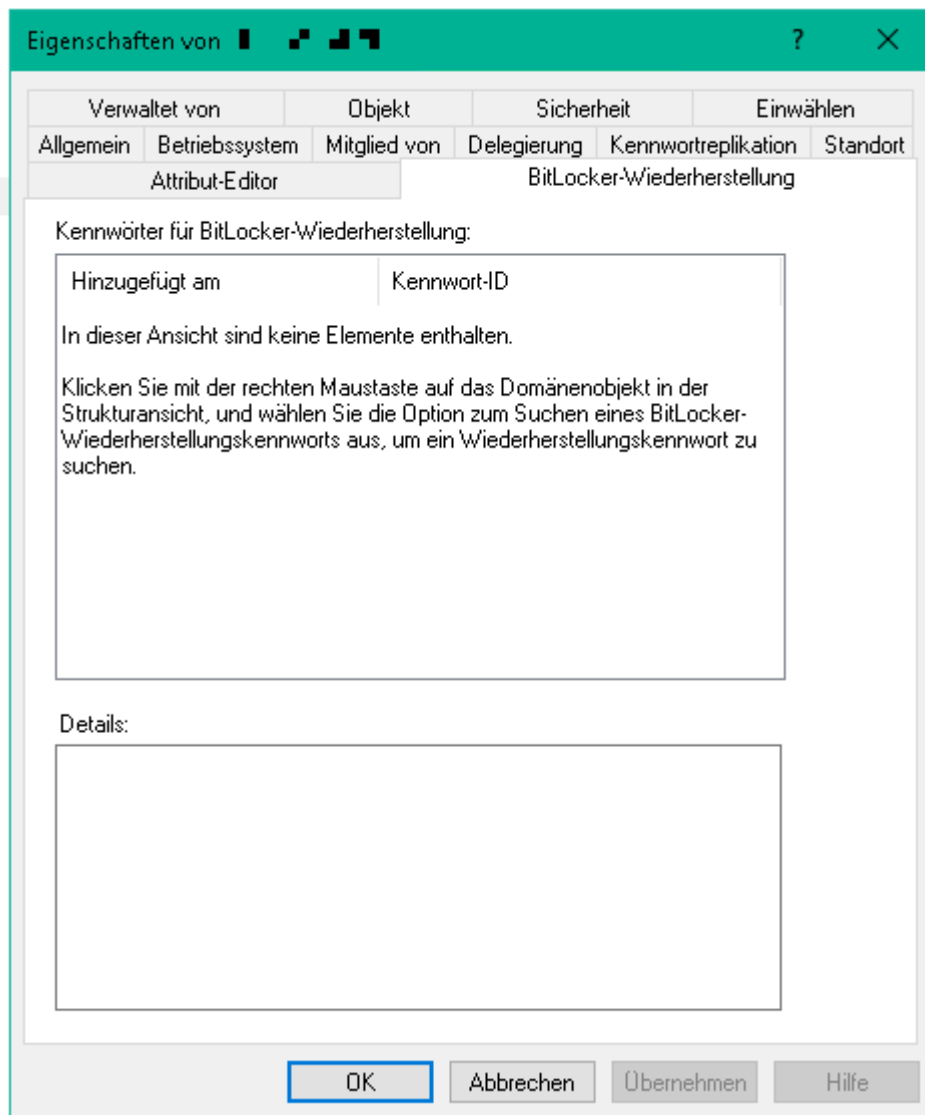 Eigenschaften von
? X
Verwaltet von Objekt Sicherheit Einwählen
Allgemein Betriebssystem Mitglied von Delegierung Kennwortreplikation Standort
Attribut-Editor BitLocker-Wiederherstellung
Kennwörter für BitLocker-Wiederherstellung:
Hinzugefügt am Kennwort-ID
In dieser Ansicht sind keine Elemente enthalten.
Klicken Sie mit der rechten Maustaste auf das Domänenobjekt in der
Strukturansicht, und wählen Sie die Option zum Suchen eines BitLocker-
Wiederherstellungskennworts aus, um ein Wiederherstellungskennwort zu
suchen.
Details:
OK Abbrechen Übernehmen Hilfe